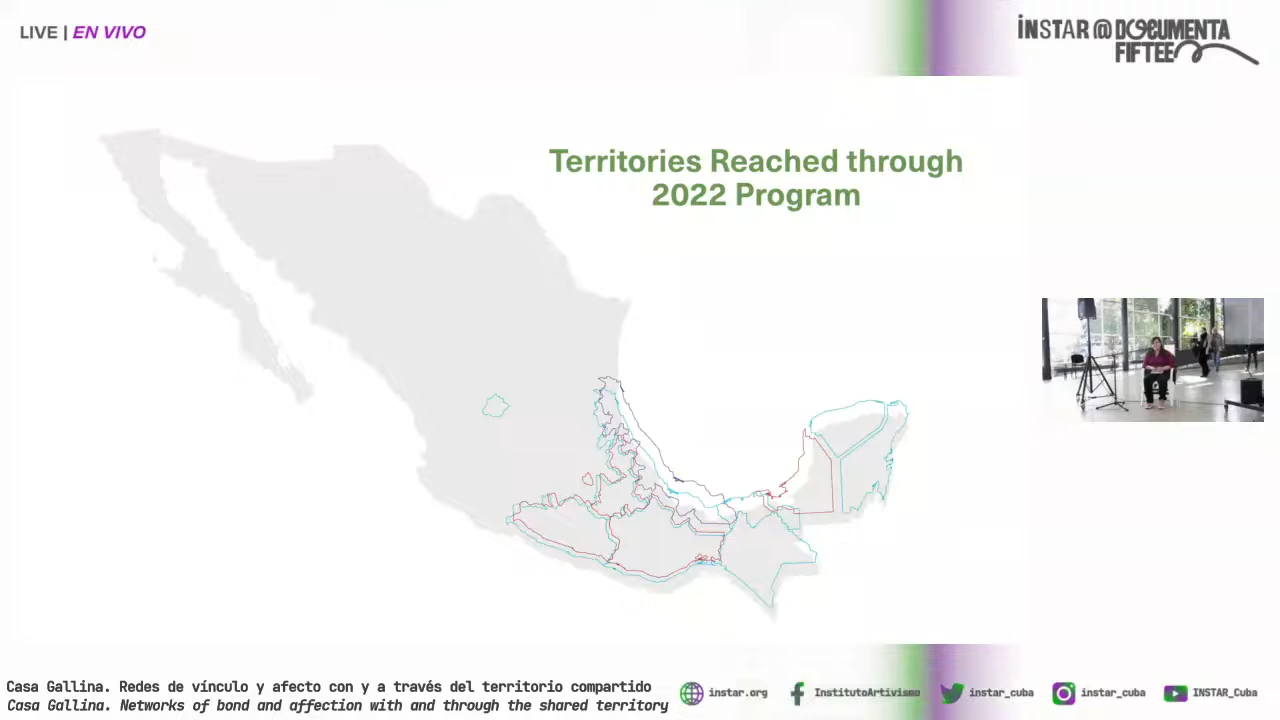 LIVE | EN VIVO
INSTAR @ DOCUMENTA
FIFTEEN
Territories Reached through
2022 Program
Casa Gallina. Redes de vínculo y afecto con y a través del territorio compartido
Casa Gallina. Networks of bond and affection with and through the shared territory
instar.org
InstitutoArtivismo
instar_cuba
instar_cuba
INSTAR_Cuba